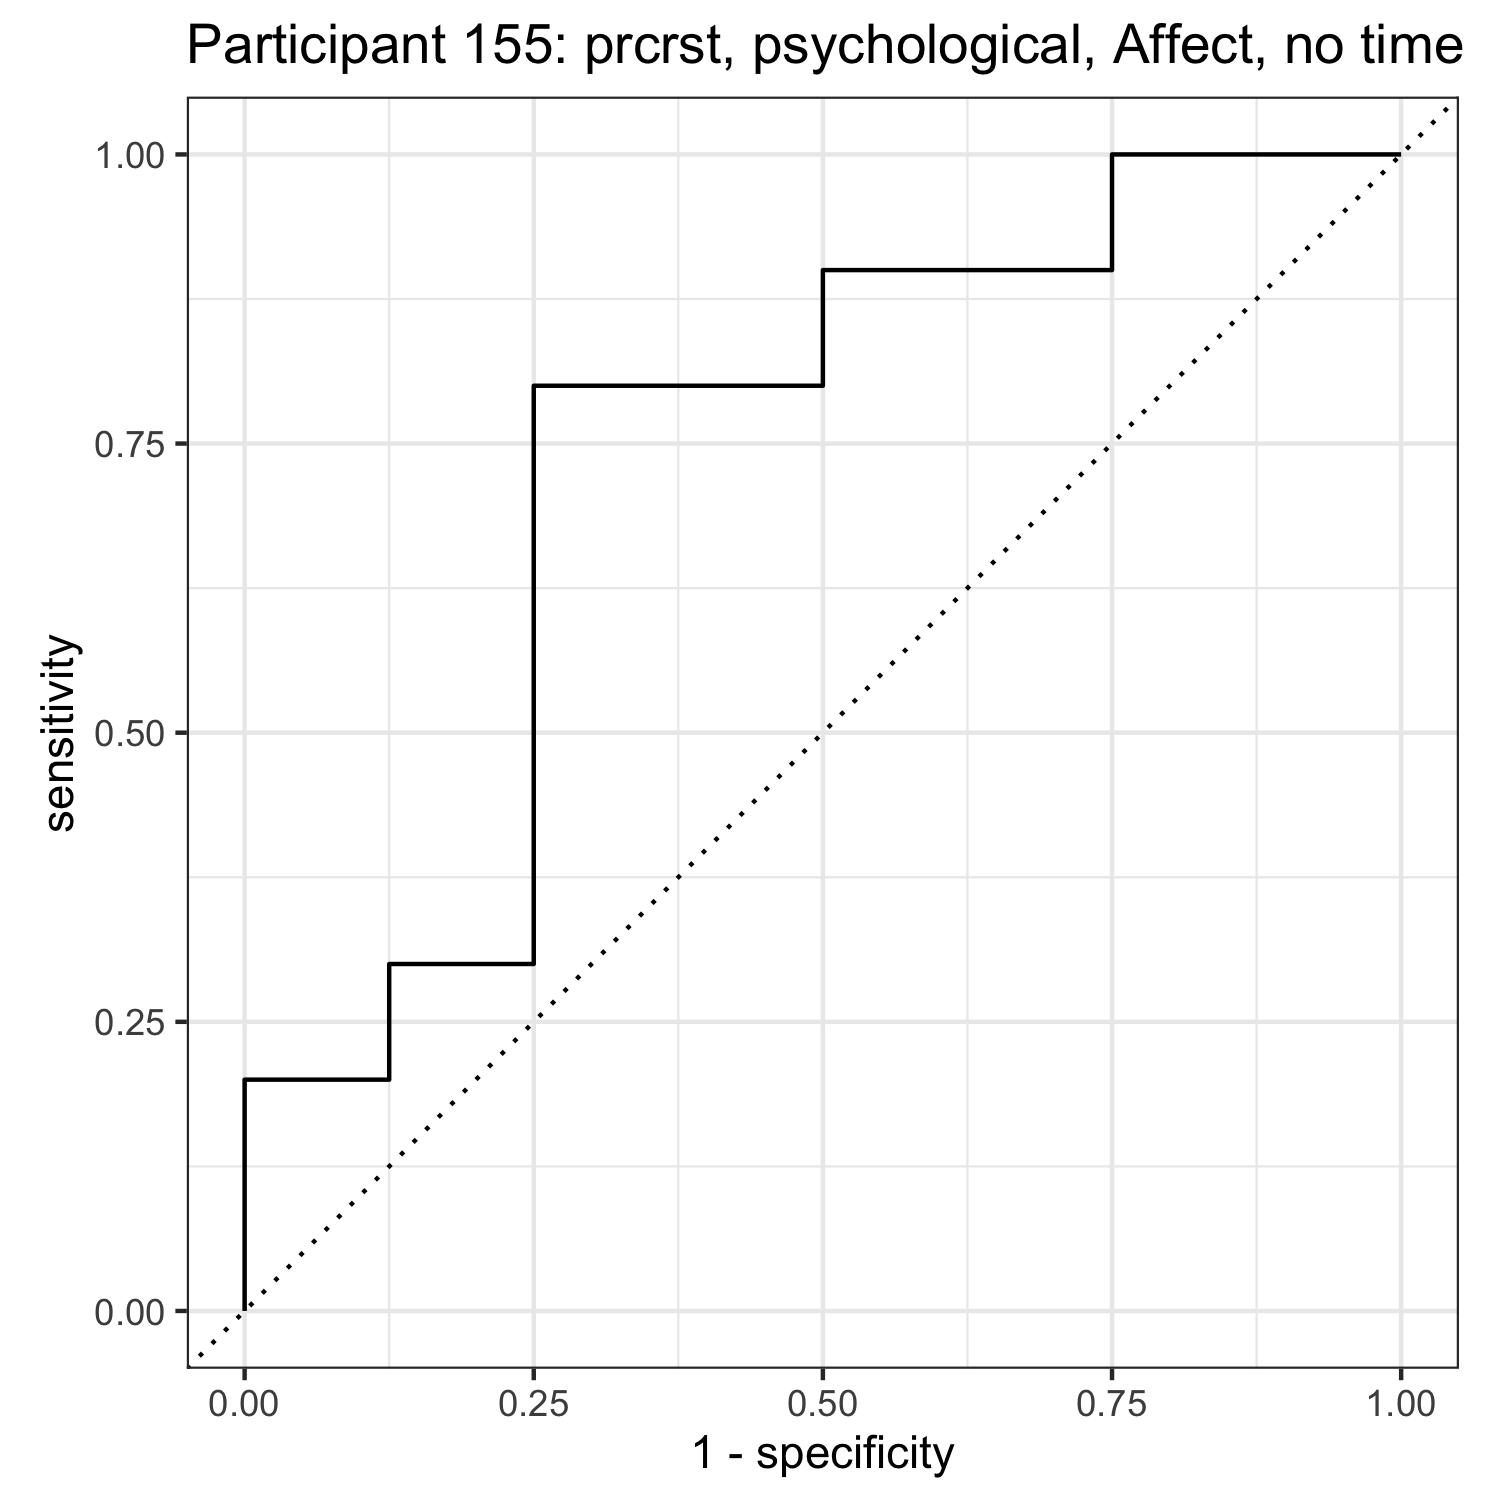 Participant 155: prcrst, psychological, Affect, no time
1.00
0.75
0.50
0.25
0.00
sensitivity
0.00 0.25 0.50 0.75 1.00
1 - specificity